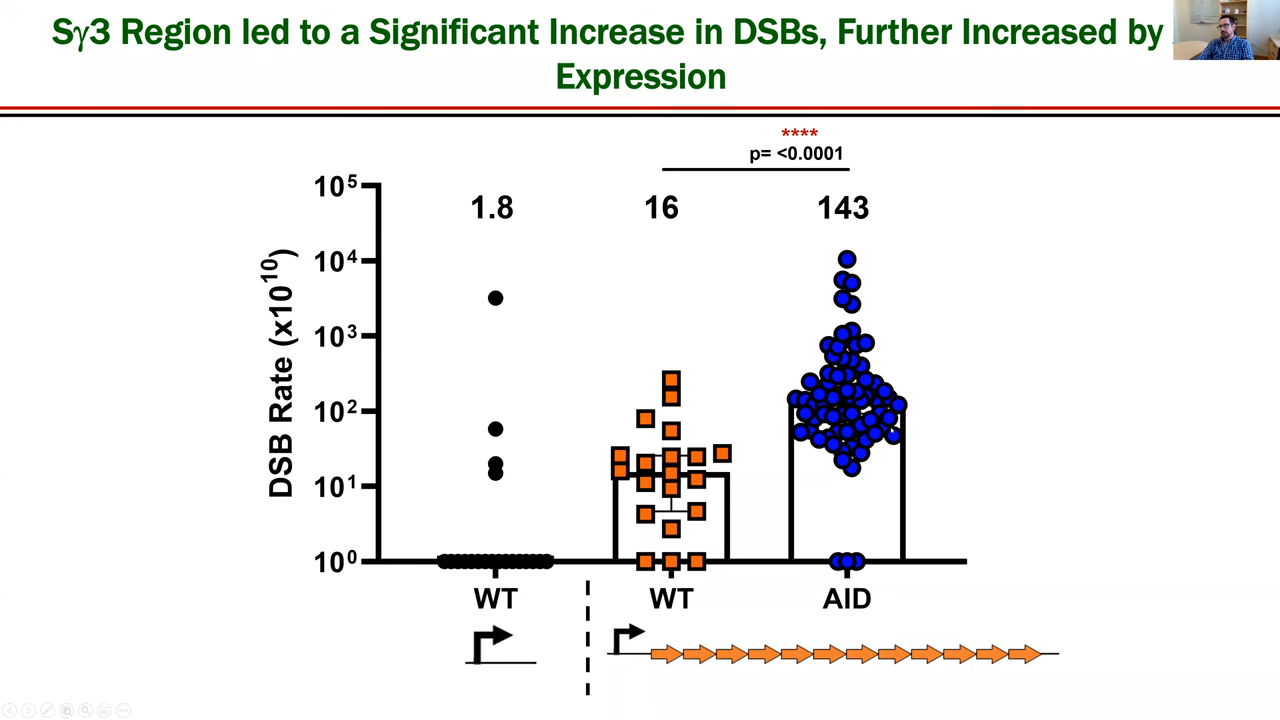 Sγ3 Region led to a Significant Increase in DSBs, Further Increased by
Expression
****
p= <0.0001
1.8 16 143
10⁵
10⁴
10³
10²
10¹
10⁰
DSB Rate (x10¹⁰)
WT WT AID